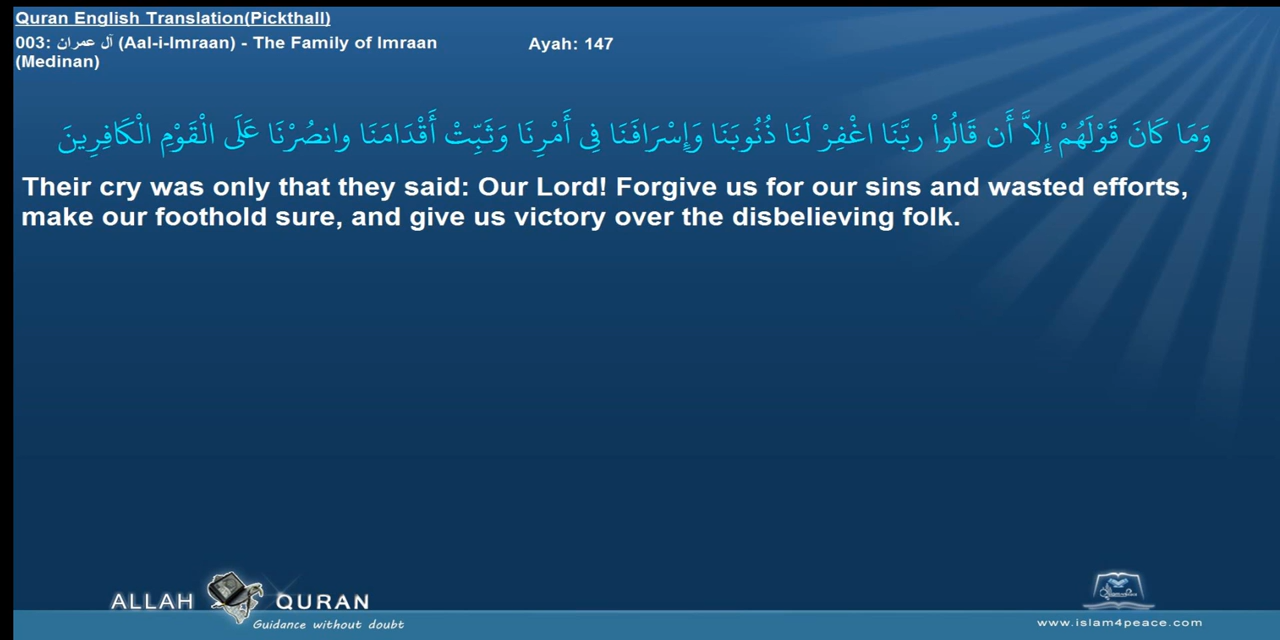 Quran English Translation(Pickthall)
003: آل عمران (Aal-i-Imraan) - The Family of Imraan
(Medinan)
Ayah: 147
وَمَا كَانَ قَوْلَهُمْ إِلاَّ أَن قَالُواْ ربَّنَا اغْفِرْ لَنَا ذُنُوبَنَا وَإِسْرَافَنَا فِي أَمْرِنَا وَثَبِّتْ أَقْدَامَنَا وانصُرْنَا عَلَى الْقَوْمِ الْكَافِرِينَ
Their cry was only that they said: Our Lord! Forgive us for our sins and wasted efforts,
make our foothold sure, and give us victory over the disbelieving folk.
ALLAH QURAN
Guidance without doubt
www.islam4peace.com